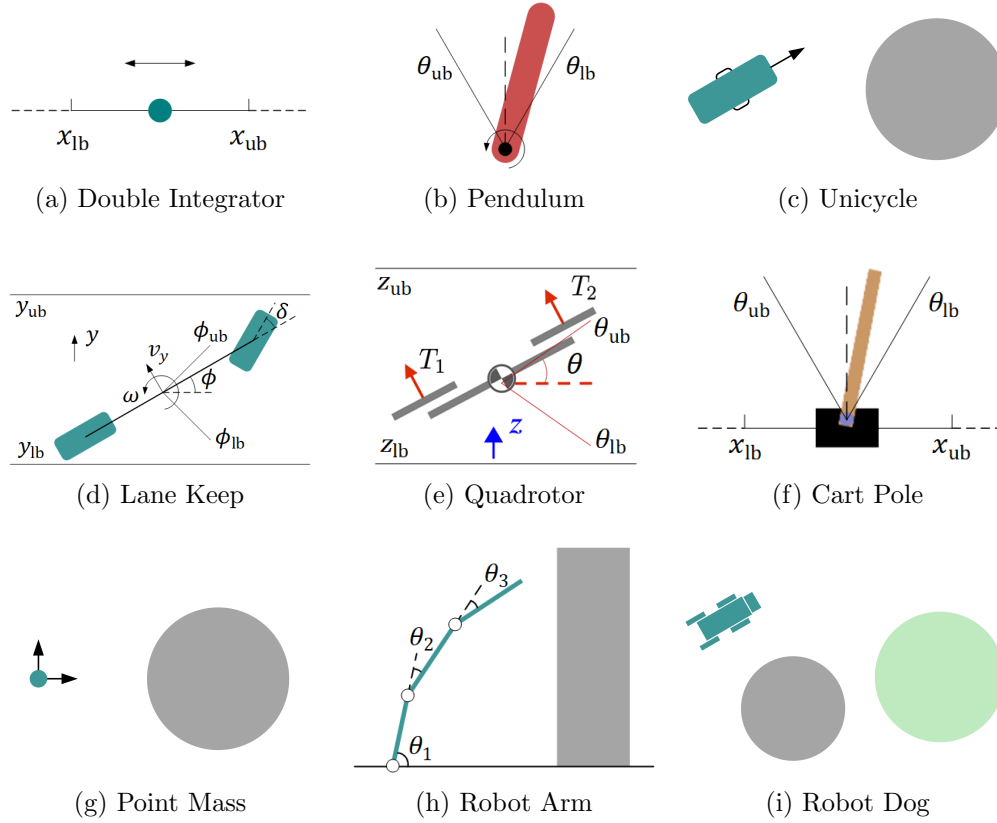 x_lb x_ub
(a) Double Integrator
θ_ub θ_lb
(b) Pendulum
(c) Unicycle
y_ub
y
v_y
ϕ_ub
δ
ω
ϕ
y_lb
ϕ_lb
(d) Lane Keep
z_ub
T_2
θ_ub
T_1
θ
z_lb
z
θ_lb
(e) Quadrotor
θ_ub θ_lb
x_lb x_ub
(f) Cart Pole
(g) Point Mass
θ_3
θ_2
θ_1
(h) Robot Arm
(i) Robot Dog